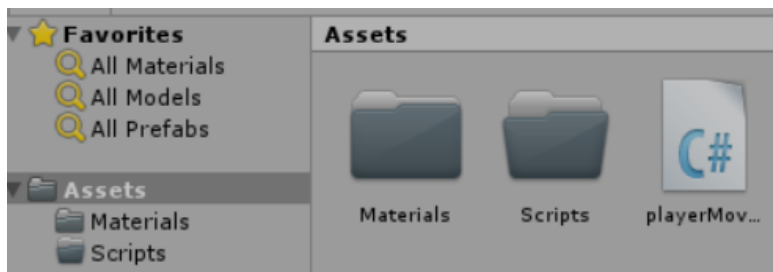 Favorites
All Materials
All Models
All Prefabs
Assets
Materials
Scripts
Assets
Materials
Scripts
C#
playerMov...